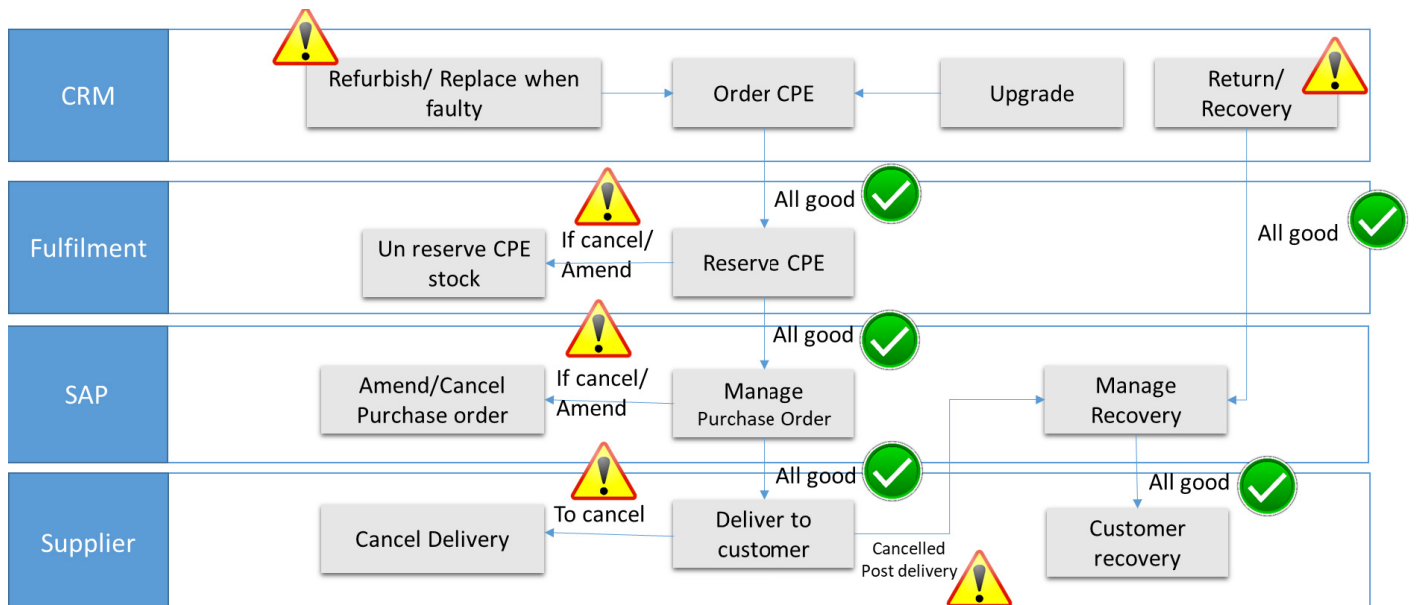 CRM
Refurbish/ Replace when
faulty
Order CPE
Upgrade
Return/
Recovery
All good
Fulfilment
Un reserve CPE
stock
If cancel/
Amend
Reserve CPE
All good
All good
SAP
Amend/Cancel
Purchase order
If cancel/
Amend
Manage
Purchase Order
Manage
Recovery
All good
All good
Supplier
Cancel Delivery
To cancel
Deliver to
customer
Cancelled
Post delivery
Customer
recovery